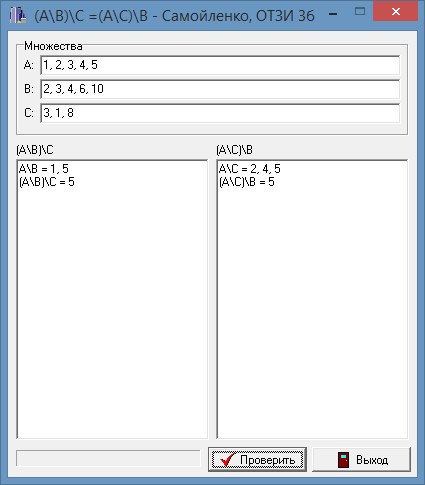 (A\B)\C =(A\C)\B - Самойленко, ОТЗИ 3б
Множества
A: 1, 2, 3, 4, 5
B: 2, 3, 4, 6, 10
C: 3, 1, 8
(A\B)\C
A\B = 1, 5
(A\B)\C = 5
(A\C)\B
A\C = 2, 4, 5
(A\C)\B = 5
Проверить
Выход